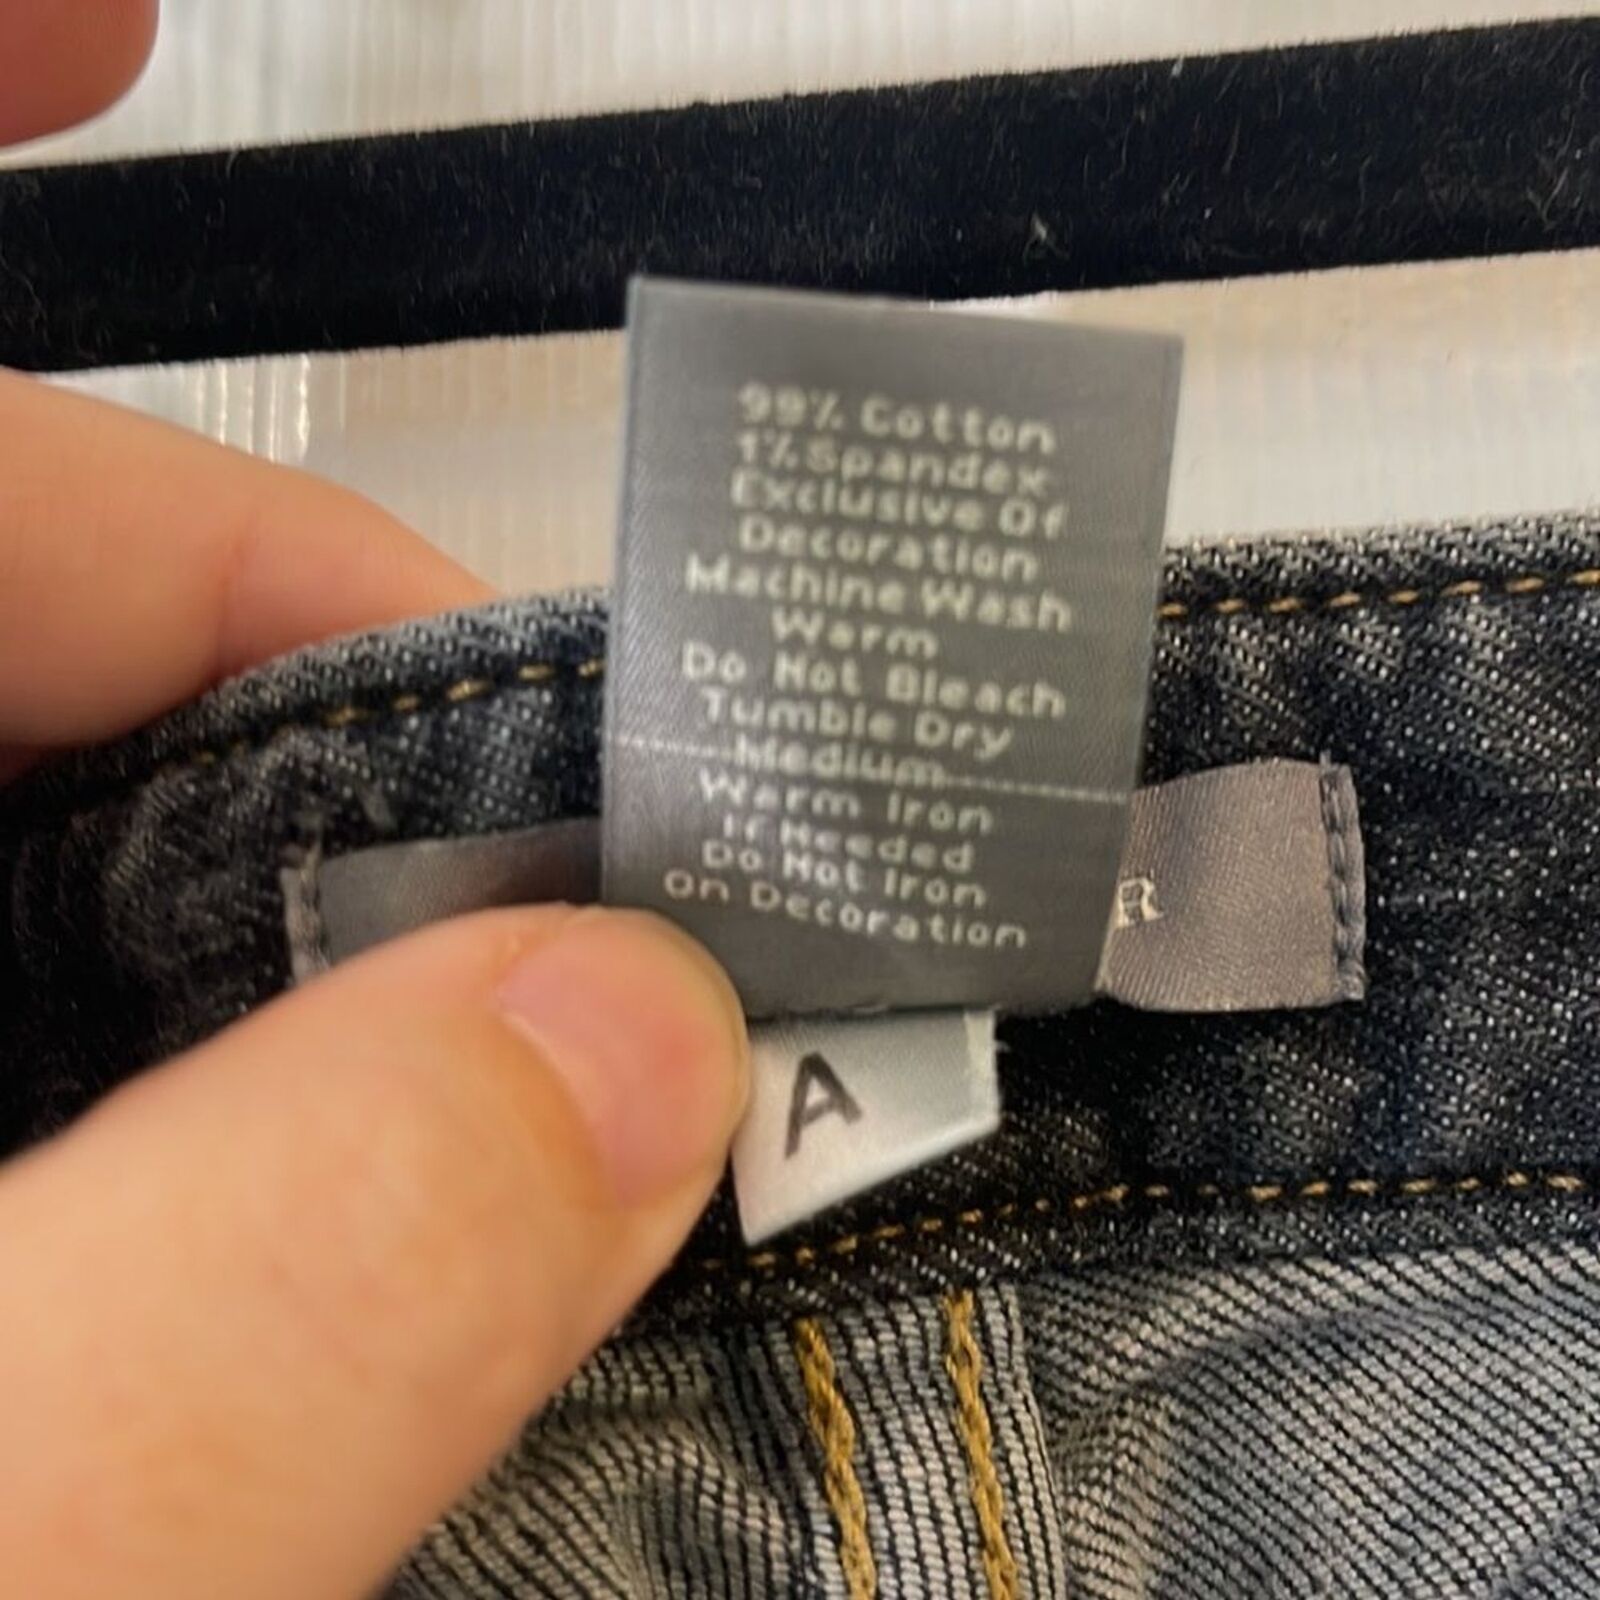 99% Cotton
1% Spandex
Exclusive Of
Decoration
Machine Wash
Warm
Do Not Bleach
Tumble Dry
Medium
Warm Iron
If Needed
Do Not Iron
On Decoration
R
A